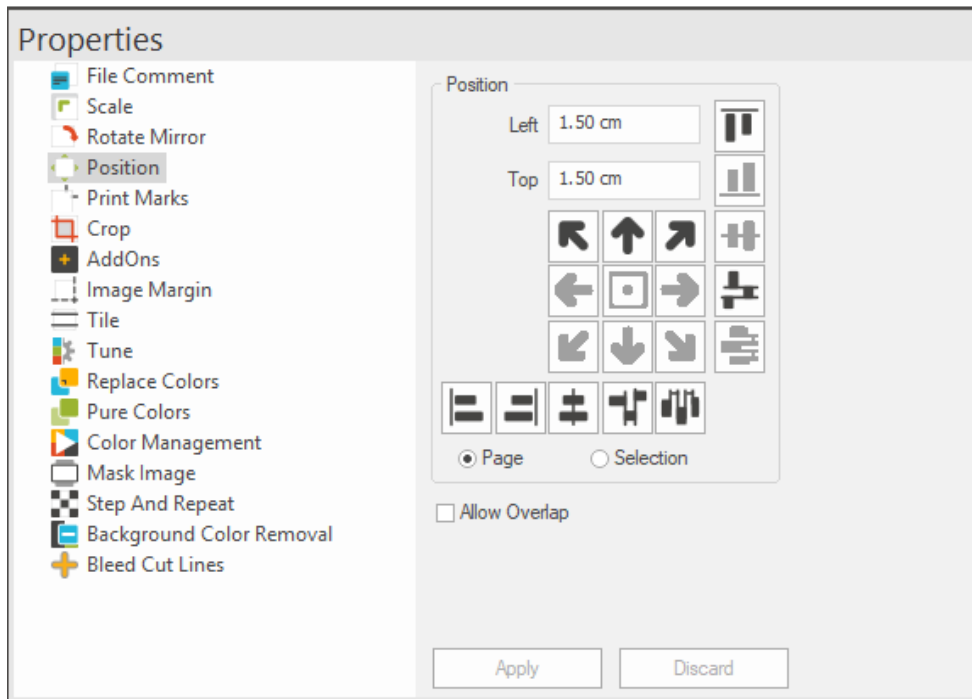 Properties
File Comment
Scale
Rotate Mirror
Position
Print Marks
Crop
AddOns
Image Margin
Tile
Tune
Replace Colors
Pure Colors
Color Management
Mask Image
Step And Repeat
Background Color Removal
Bleed Cut Lines
Position
Left 1.50 cm
Top 1.50 cm
Page Selection
Allow Overlap
Apply Discard